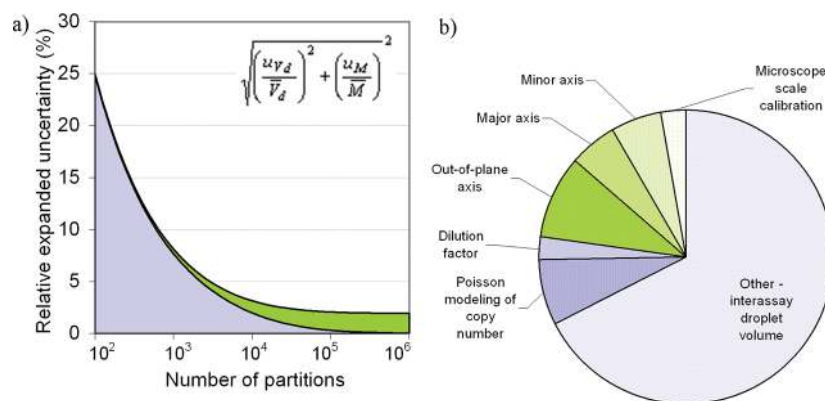 a)
Relative expanded uncertainty (%)
30
25
20
15
10
5
0
√((u_Vd / V̅_d)² + (u_M / M̅)²)
10² 10³ 10⁴ 10⁵ 10⁶
Number of partitions
b)
Minor axis
Major axis
Out-of-plane
axis
Dilution
factor
Poisson
modeling of
copy
number
Microscope
scale
calibration
Other -
interassay
droplet
volume